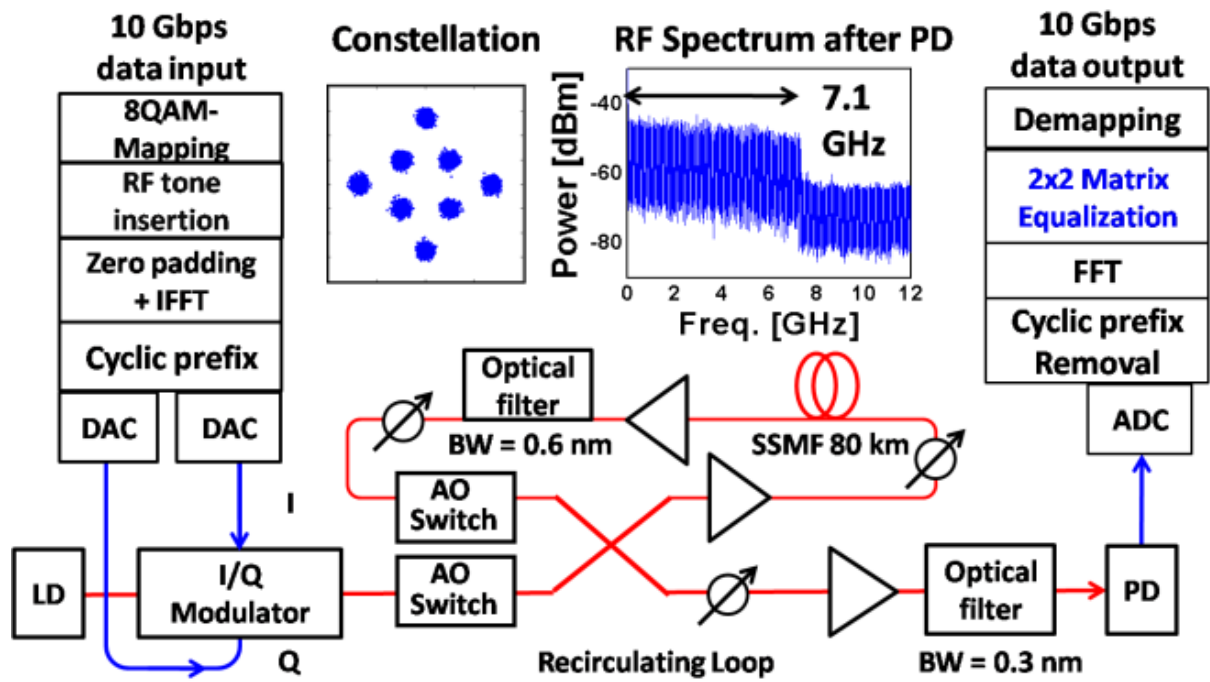 10 Gbps
data input
8QAM-
Mapping
RF tone
insertion
Zero padding
+ IFFT
Cyclic prefix
DAC
DAC
Constellation
RF Spectrum after PD
Power [dBm]
-40
-60
-80
7.1
GHz
0 2 4 6 8 10 12
Freq. [GHz]
10 Gbps
data output
Demapping
2x2 Matrix
Equalization
FFT
Cyclic prefix
Removal
ADC
Optical
filter
BW = 0.6 nm
SSMF 80 km
AO
Switch
I
LD
I/Q
Modulator
AO
Switch
Optical
filter
PD
Q
Recirculating Loop
BW = 0.3 nm